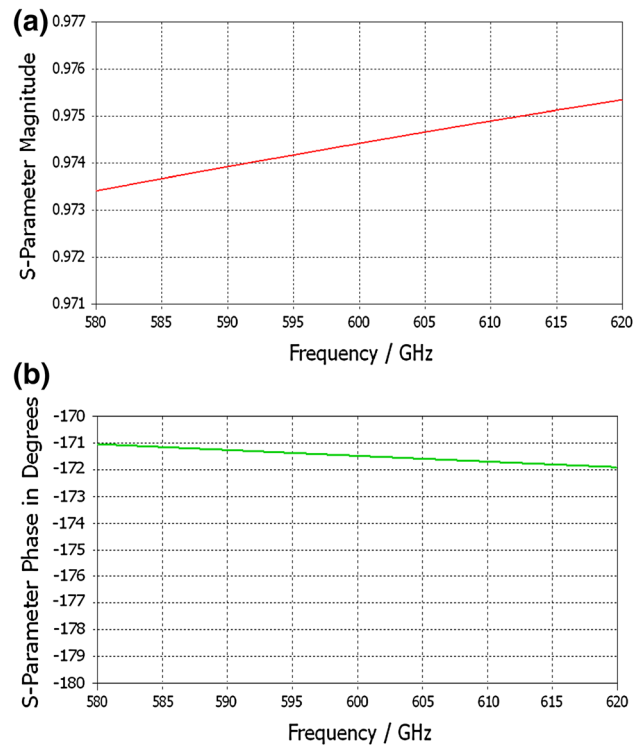 (a)
S-Parameter Magnitude
0.977
0.976
0.975
0.974
0.973
0.972
0.971
580 585 590 595 600 605 610 615 620
Frequency / GHz
(b)
S-Parameter Phase in Degrees
-170
-171
-172
-173
-174
-175
-176
-177
-178
-179
-180
580 585 590 595 600 605 610 615 620
Frequency / GHz